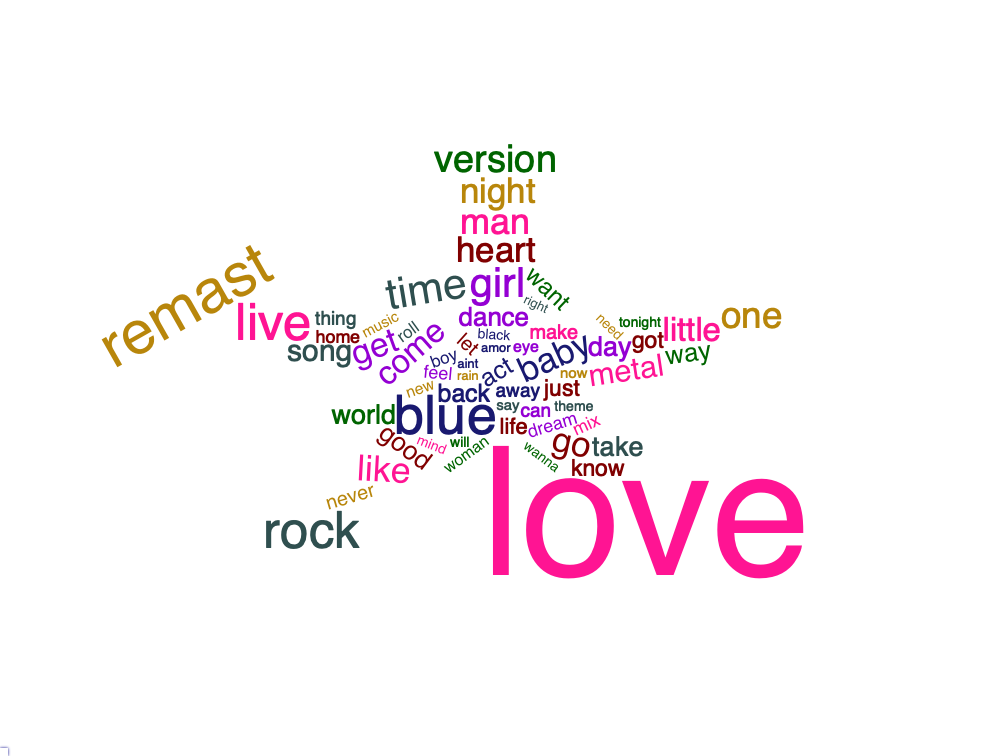 version
night
man
heart
time
girl
want
right
remast
live
thing
music
roll
home
song
get
come
dance
black
let
amor
eye
make
need
tonight
little
one
got
day
way
metal
baby
boy
aint
feel
rain
act
now
new
back
away
just
blue
world
say
can
theme
life
dream
mix
good
mind
will
woman
wanna
go
take
know
like
never
rock
love